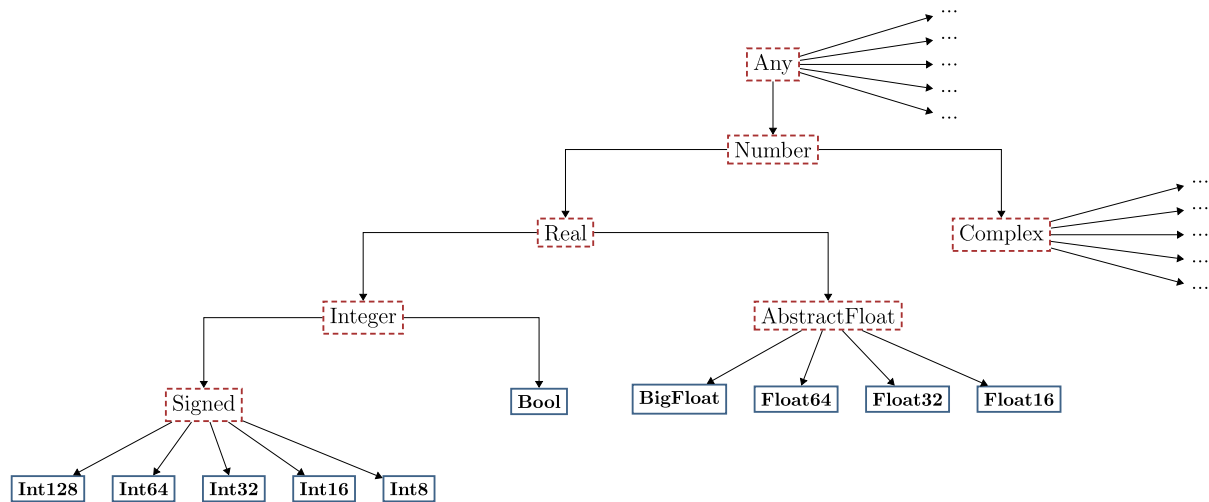 ...
...
Any ...
...
...
Number
...
...
Real Complex ...
...
...
Integer AbstractFloat
Signed Bool BigFloat Float64 Float32 Float16
Int128 Int64 Int32 Int16 Int8